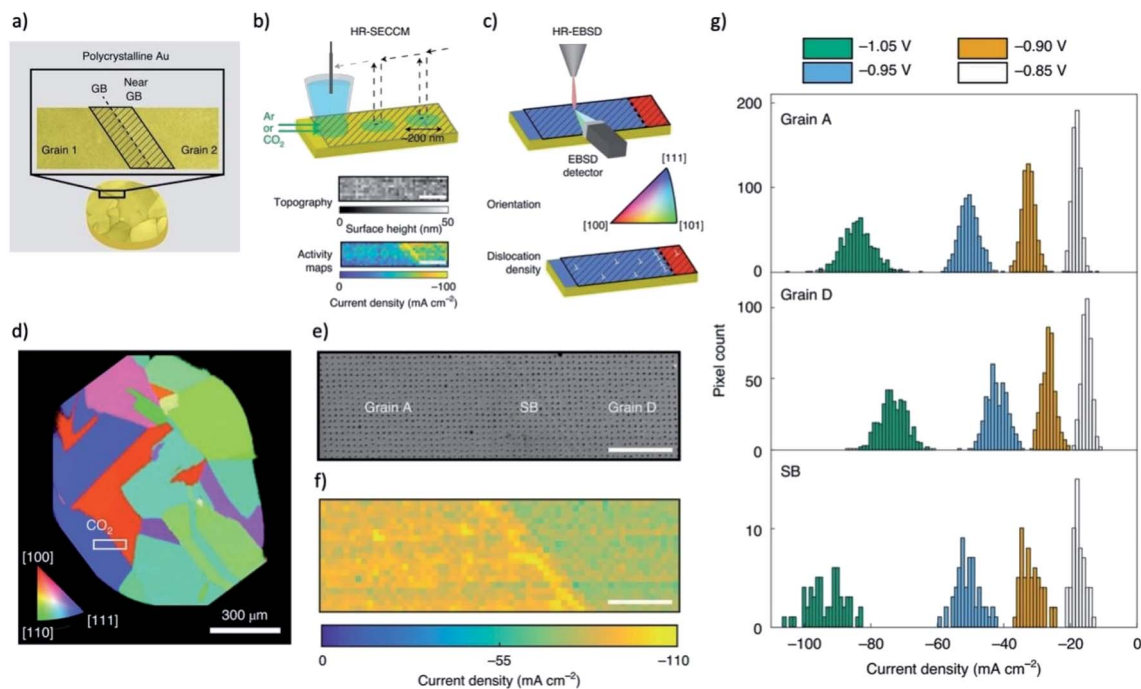 a)
Polycrystalline Au
GB
Near
GB
Grain 1
Grain 2
b)
HR-SECCM
Ar
or
CO2
~200 nm
Topography
0 50
Surface height (nm)
Activity
maps
0 −100
Current density (mA cm−2)
c)
HR-EBSD
EBSD
detector
[111]
Orientation
[100]
[101]
Dislocation
density
d)
CO2
[100]
[111]
[110]
300 μm
e)
Grain A SB Grain D
f)
0 −55 −110
Current density (mA cm−2)
g)
−1.05 V −0.90 V
−0.95 V −0.85 V
200
Grain A
100
0
100
Grain D
50
0
SB
10
0
Pixel count
−100 −80 −60 −40 −20 0
Current density (mA cm−2)